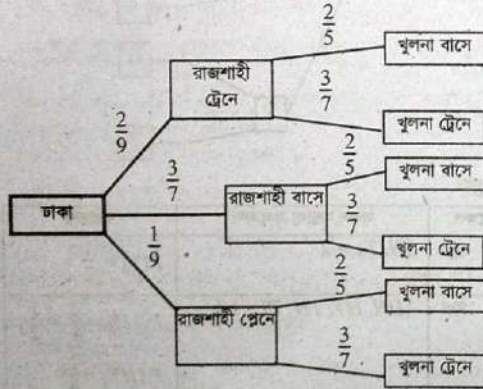 2/5
খুলনা বাসে
রাজশাহী
ট্রেনে
3/7
খুলনা ট্রেনে
2/9
2/5
খুলনা বাসে
3/7
রাজশাহী বাসে
ঢাকা
3/7
খুলনা ট্রেনে
1/9
2/5
খুলনা বাসে
রাজশাহী প্লেনে
3/7
খুলনা ট্রেনে